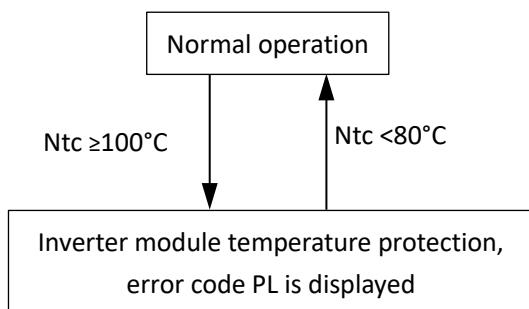 Normal operation
Ntc ≥100°C
Ntc <80°C
Inverter module temperature protection,
error code PL is displayed